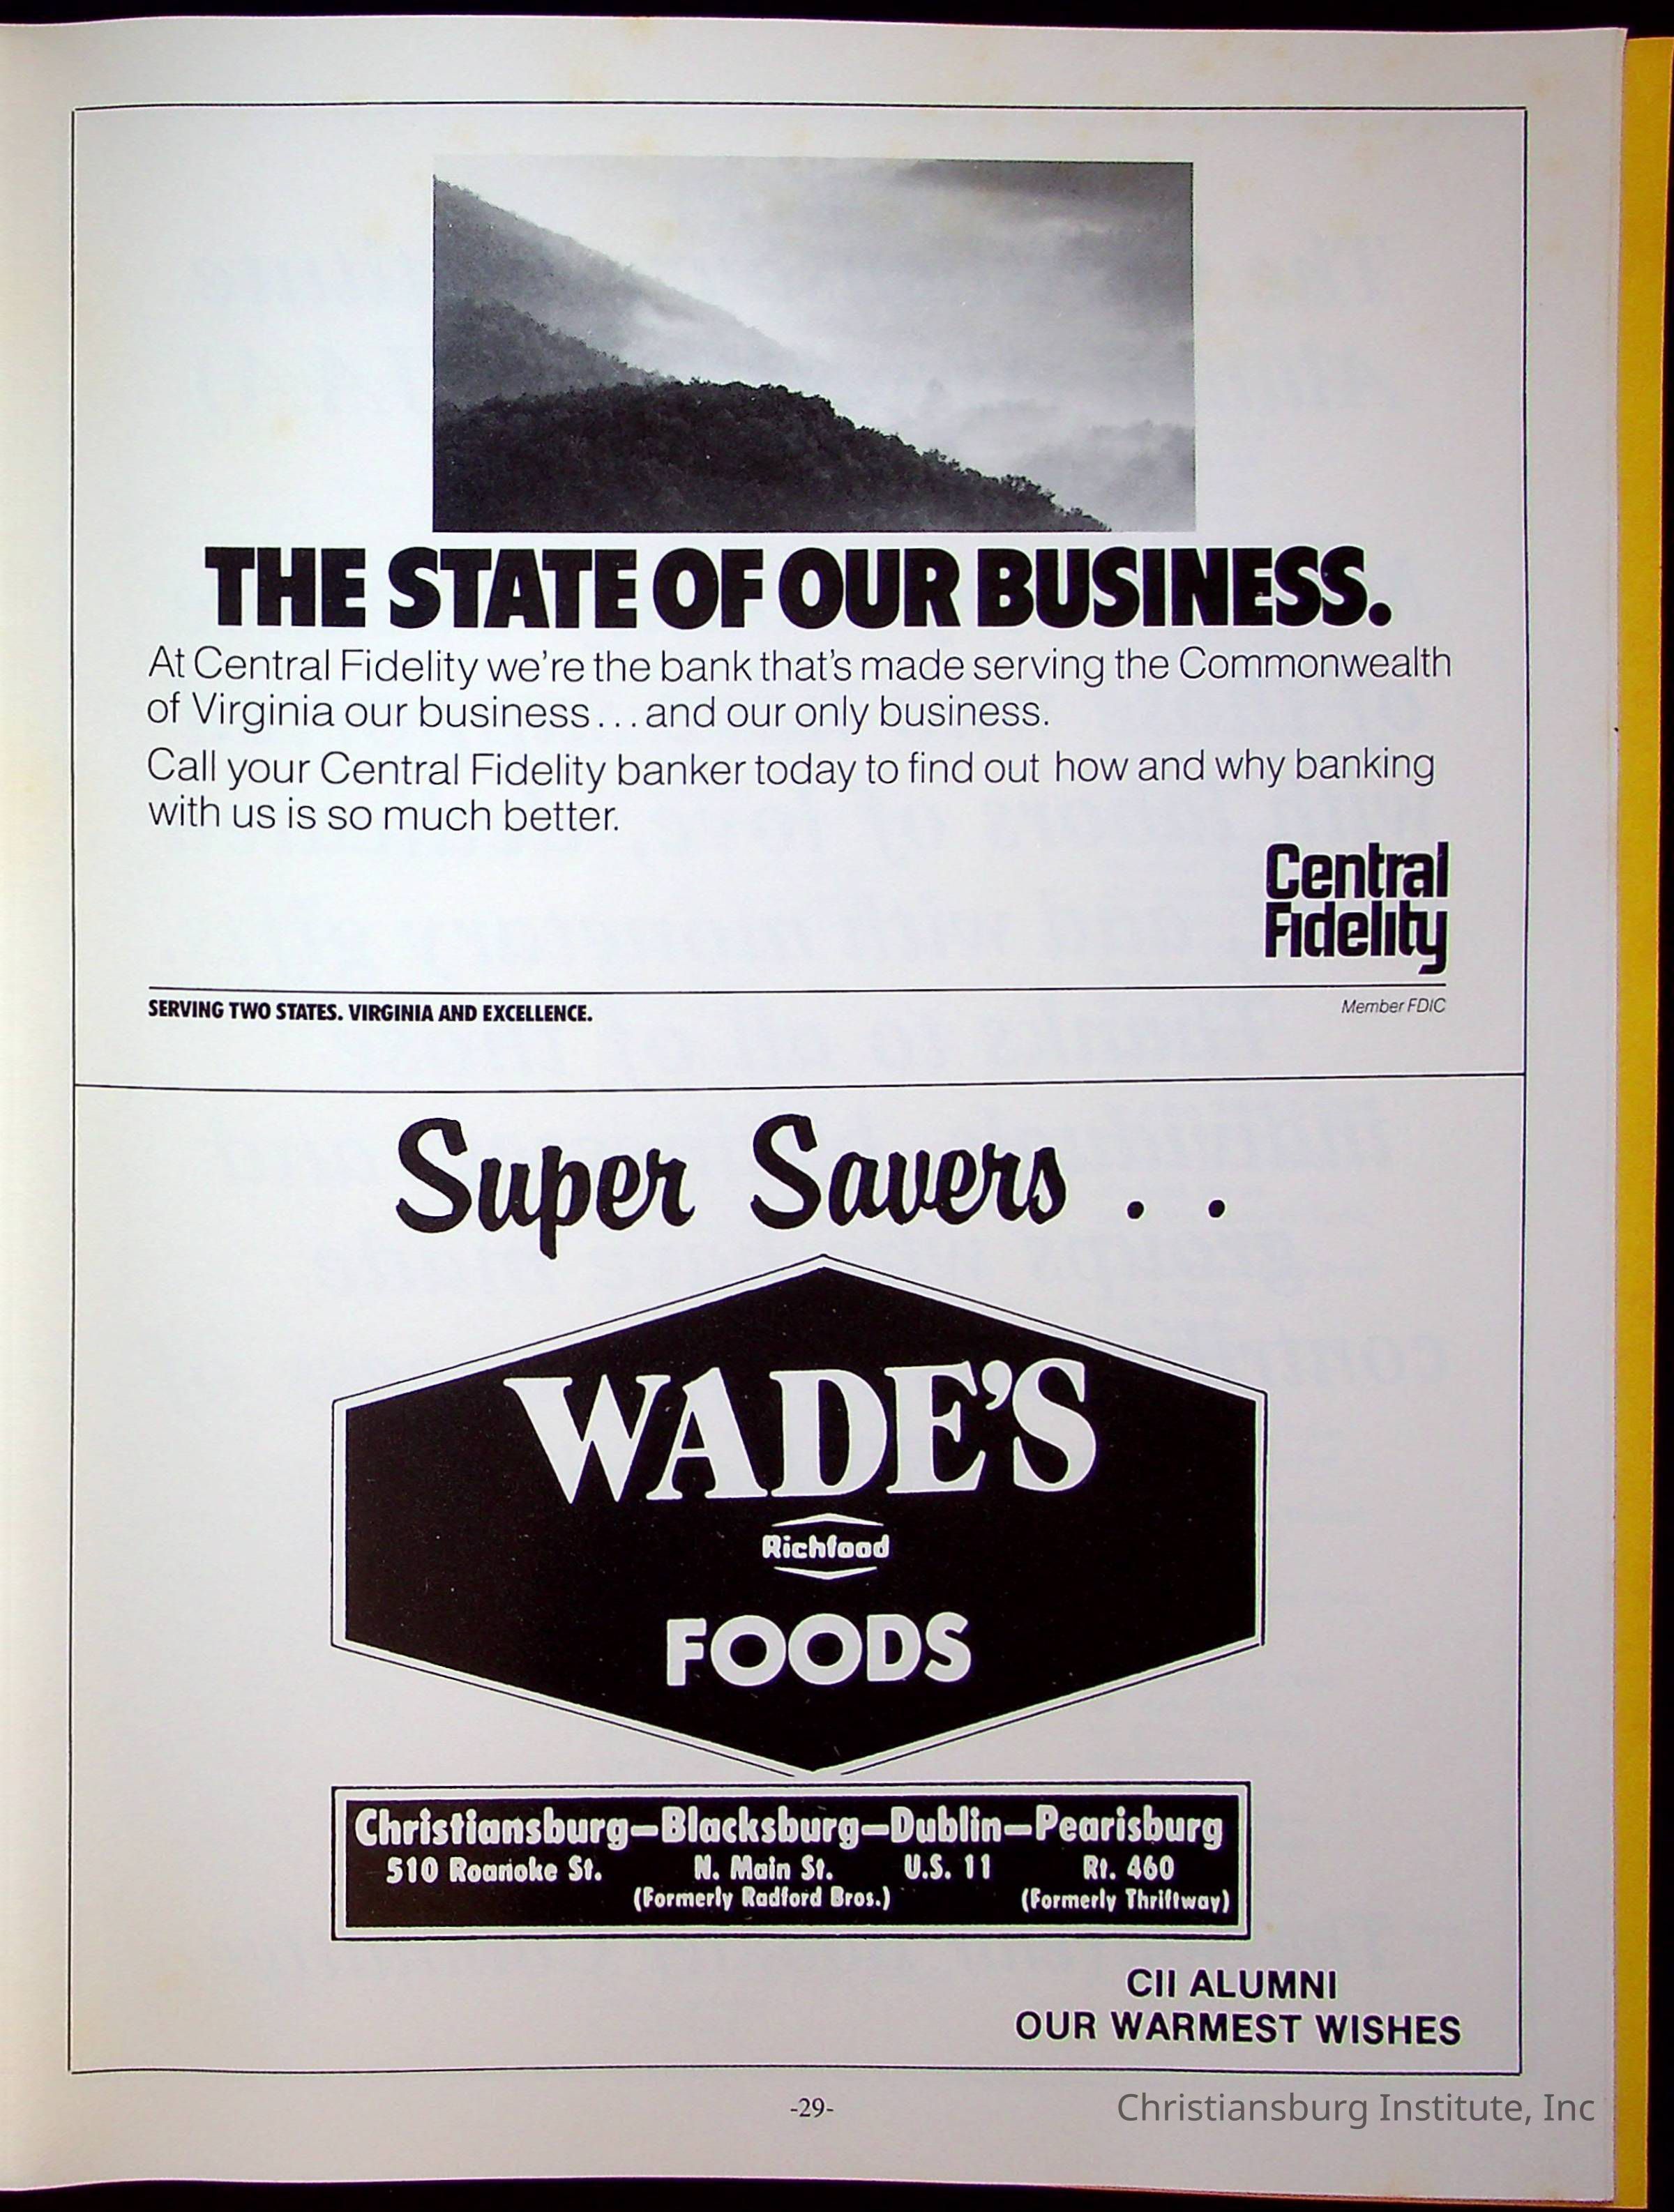 THE STATE OF OUR BUSINESS.
At Central Fidelity we're the bank that's made serving the Commonwealth
of Virginia our business...and our only business.
Call your Central Fidelity banker today to find out how and why banking
with us is so much better.
Central
Fidelity
SERVING TWO STATES. VIRGINIA AND EXCELLENCE.
Member FDIC
Super Savers . .
WADE'S
Richfood
FOODS
Christiansburg—Blacksburg—Dublin—Pearisburg
510 Roanoke St. N. Main St. U.S. 11 Rt. 460
(Formerly Radford Bros.) (Formerly Thriftway)
CII ALUMNI
OUR WARMEST WISHES
-29-
Christiansburg Institute, Inc